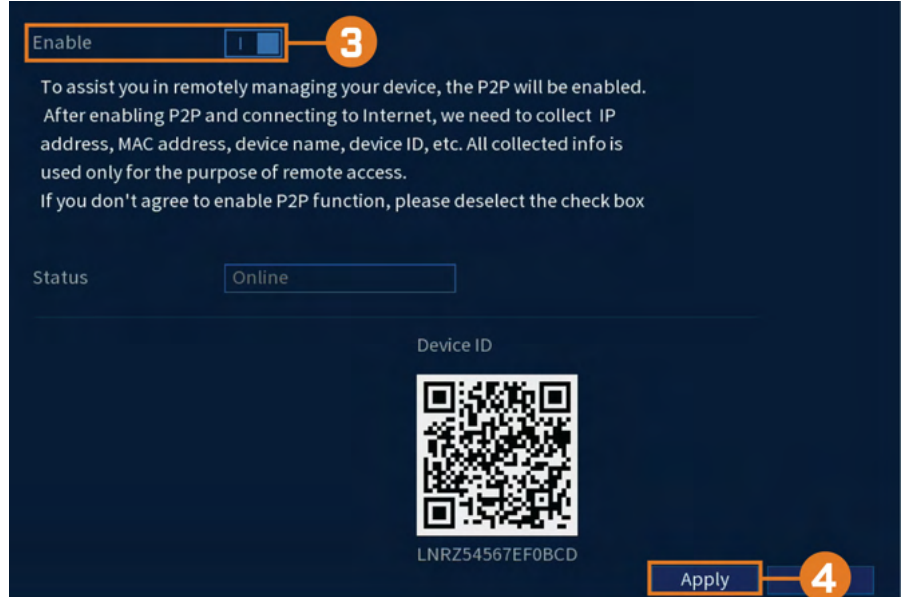 Enable
3
To assist you in remotely managing your device, the P2P will be enabled.
After enabling P2P and connecting to Internet, we need to collect IP
address, MAC address, device name, device ID, etc. All collected info is
used only for the purpose of remote access.
If you don't agree to enable P2P function, please deselect the check box
Status Online
Device ID
LNRZ54567EF0BCD
Apply
4